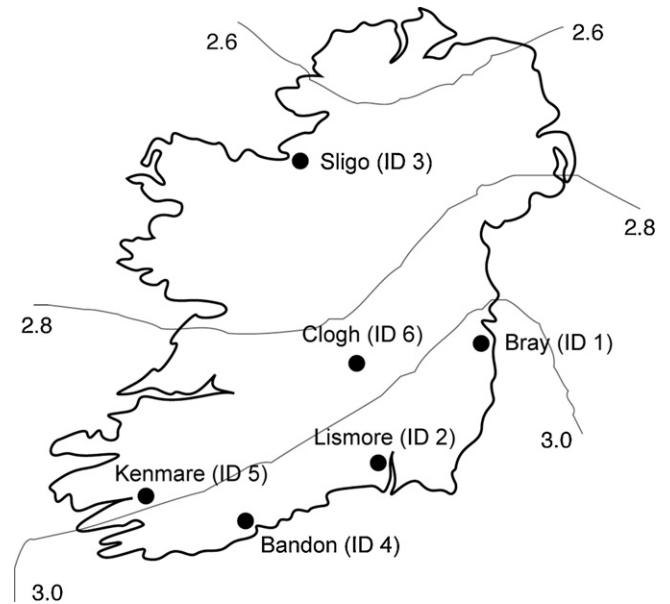 2.6
2.6
Sligo (ID 3)
2.8
2.8
Clogh (ID 6)
Bray (ID 1)
Lismore (ID 2)
3.0
Kenmare (ID 5)
Bandon (ID 4)
3.0